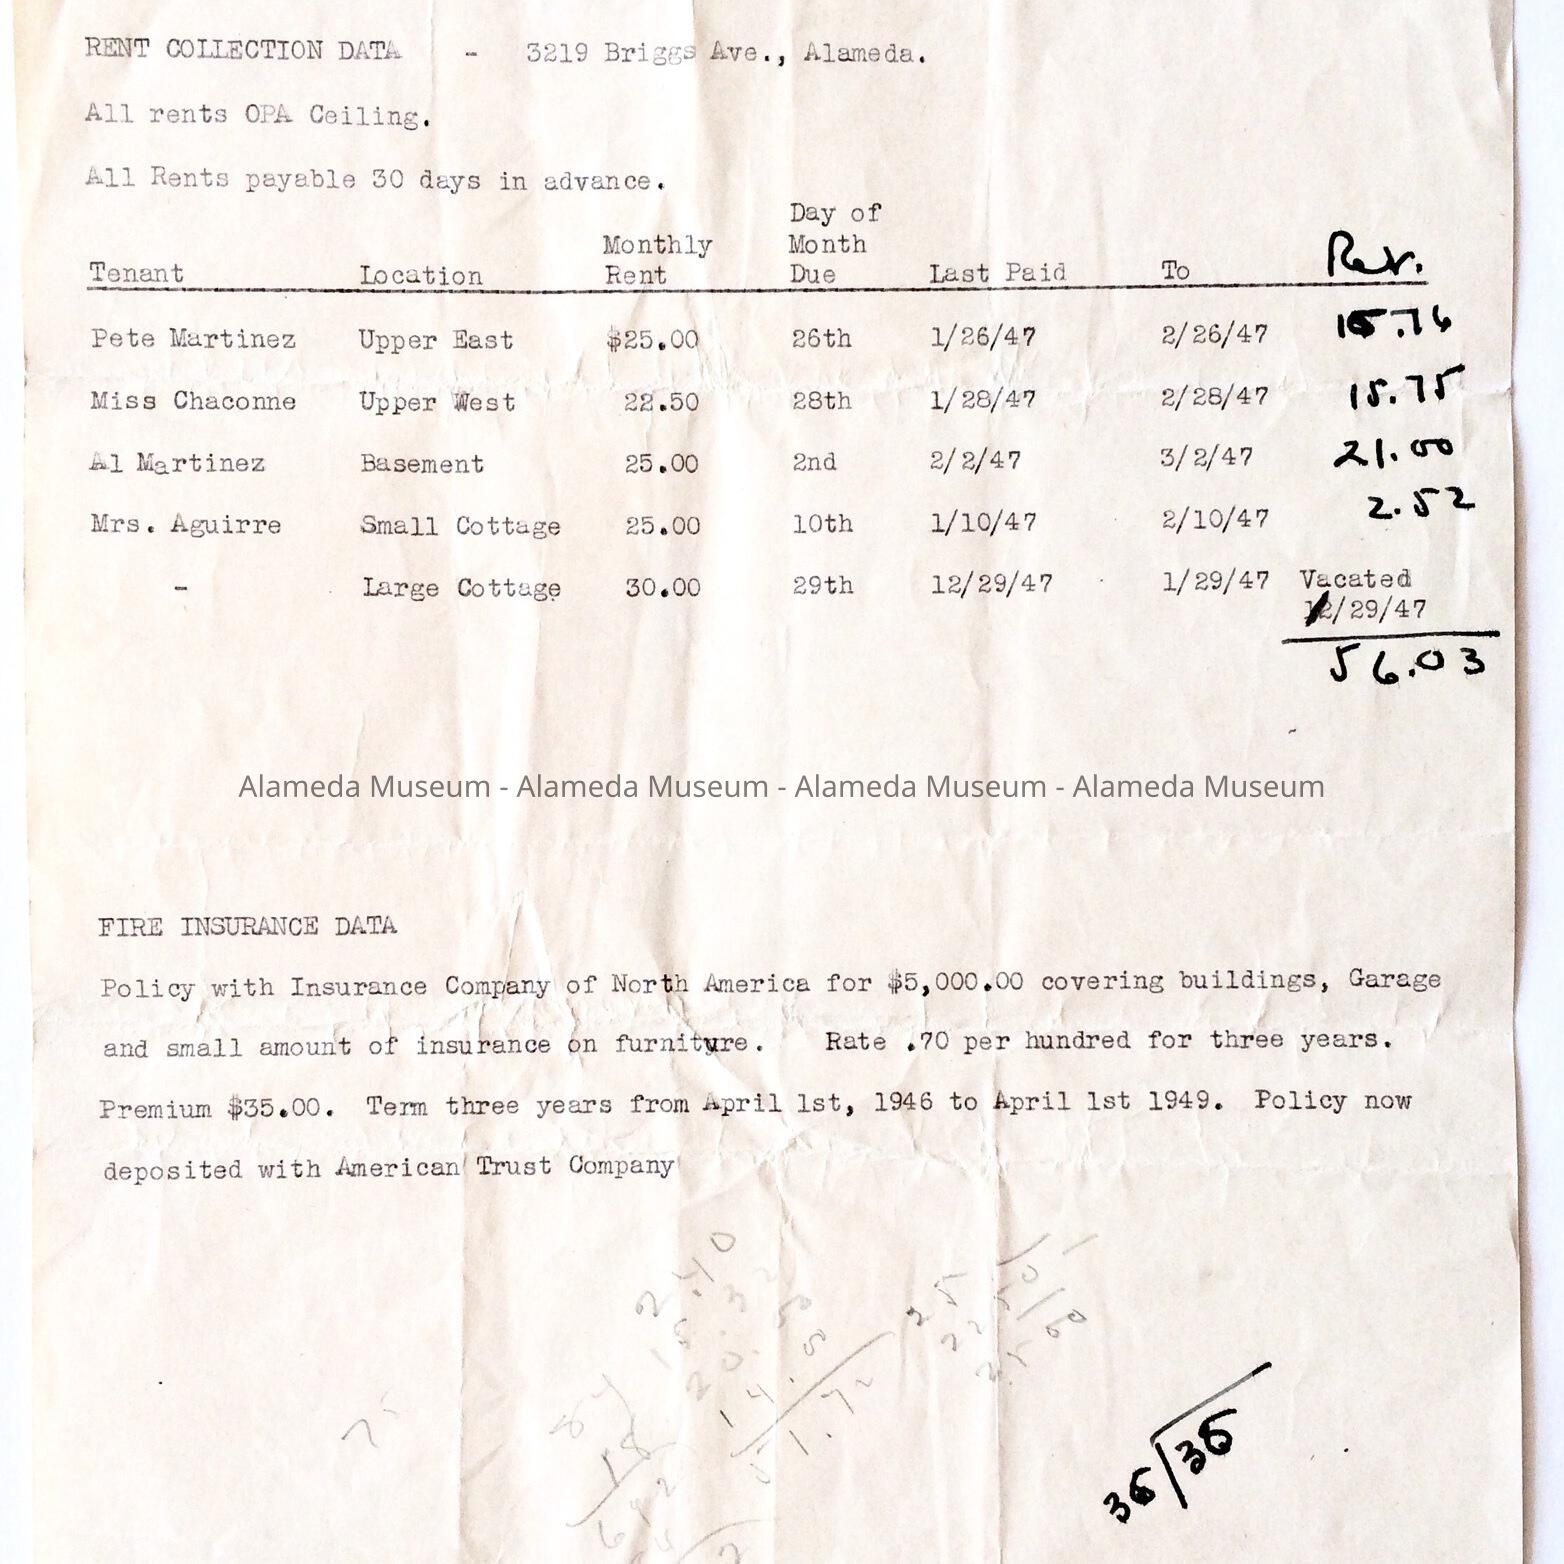 RENT COLLECTION DATA - 3219 Briggs Ave., Alameda.
All rents OPA Ceiling.
All Rents payable 30 days in advance.
Day of
Monthly Month
Tenant Location Rent Due Last Paid To Ret.
Pete Martinez Upper East $25.00 26th 1/26/47 2/26/47 16.76
Miss Chaconne Upper West 22.50 28th 1/28/47 2/28/47 15.75
Al Martinez Basement 25.00 2nd 2/2/47 3/2/47 21.00
Mrs. Aguirre Small Cottage 25.00 10th 1/10/47 2/10/47 2.52
- Large Cottage 30.00 29th 12/29/47 1/29/47 Vacated
12/29/47
56.03
Alameda Museum - Alameda Museum - Alameda Museum - Alameda Museum
FIRE INSURANCE DATA
Policy with Insurance Company of North America for $5,000.00 covering buildings, Garage
and small amount of insurance on furniture. Rate .70 per hundred for three years.
Premium $35.00. Term three years from April 1st, 1946 to April 1st 1949. Policy now
deposited with American Trust Company
36/36